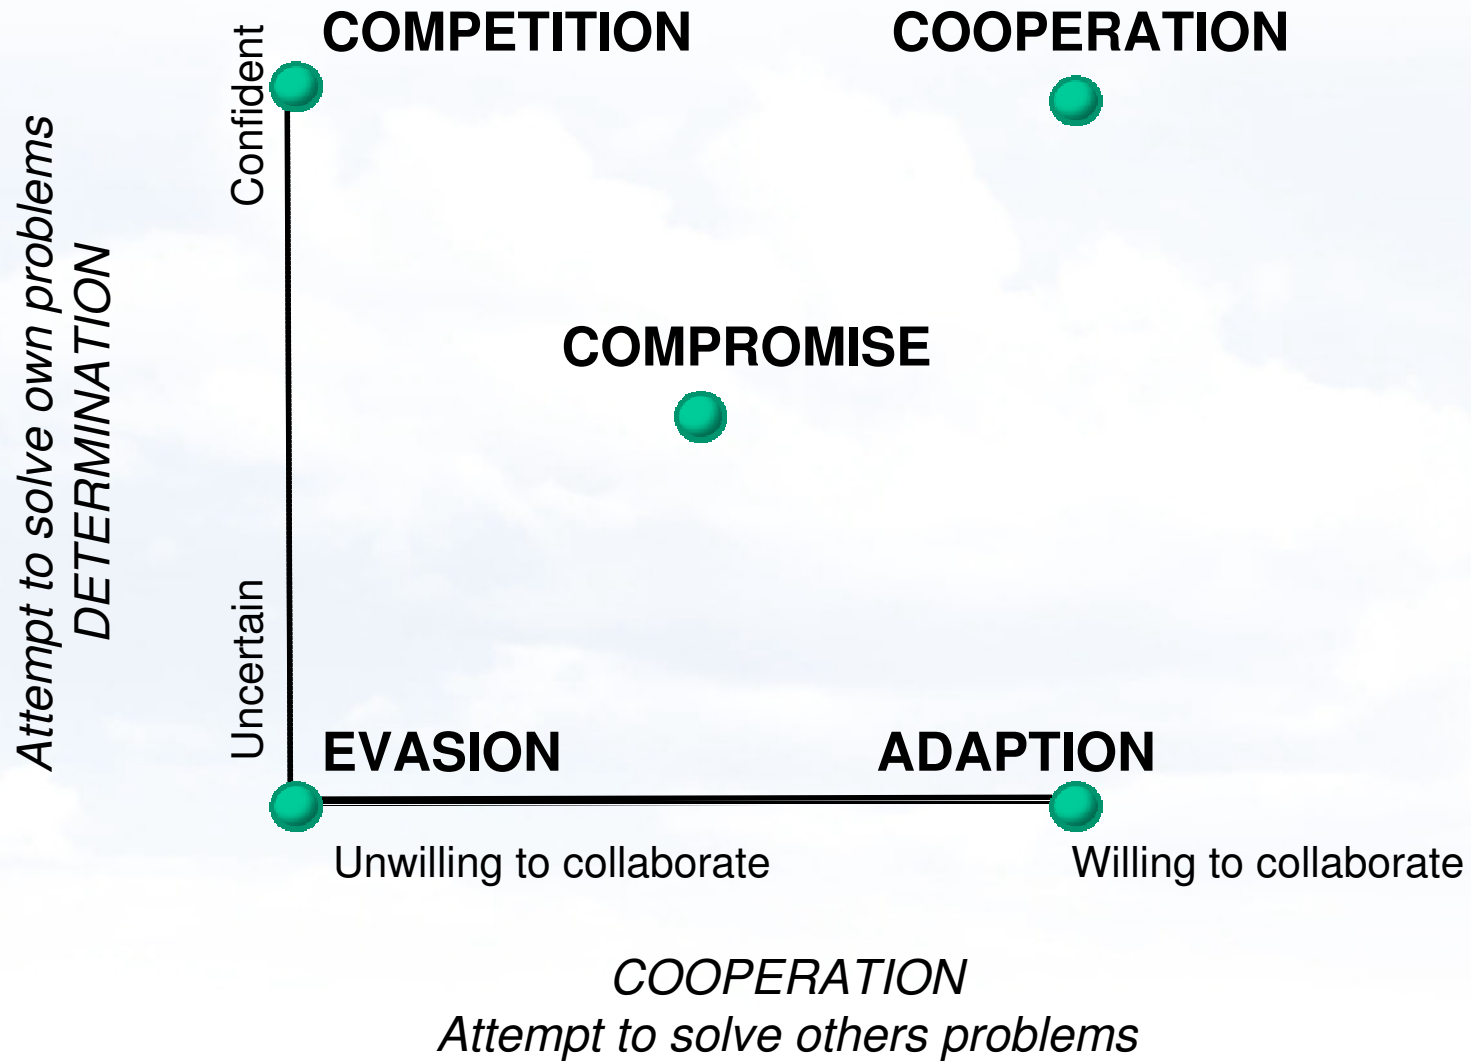 COMPETITION
COOPERATION
Attempt to solve own problems
DETERMINATION
Confident
Uncertain
COMPROMISE
EVASION
ADAPTION
Unwilling to collaborate
Willing to collaborate
COOPERATION
Attempt to solve others problems